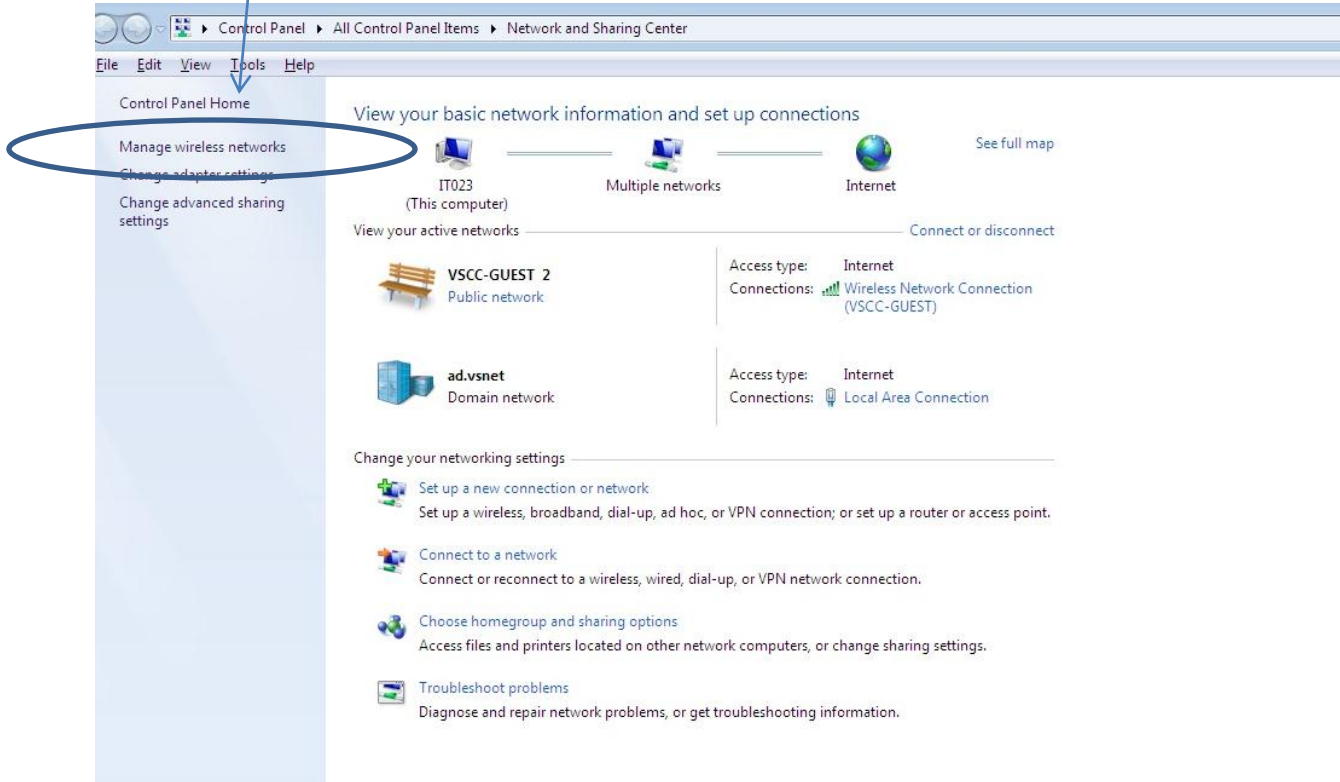 Control Panel All Control Panel Items Network and Sharing Center
File Edit View Tools Help
Control Panel Home
Manage wireless networks
Change adapter settings
Change advanced sharing
settings
View your basic network information and set up connections
See full map
IT023
(This computer)
Multiple networks
Internet
View your active networks
Connect or disconnect
VSCC-GUEST 2
Public network
Access type: Internet
Connections: Wireless Network Connection
(VSCC-GUEST)
ad.vsnet
Domain network
Access type: Internet
Connections: Local Area Connection
Change your networking settings
Set up a new connection or network
Set up a wireless, broadband, dial-up, ad hoc, or VPN connection; or set up a router or access point.
Connect to a network
Connect or reconnect to a wireless, wired, dial-up, or VPN network connection.
Choose homegroup and sharing options
Access files and printers located on other network computers, or change sharing settings.
Troubleshoot problems
Diagnose and repair network problems, or get troubleshooting information.